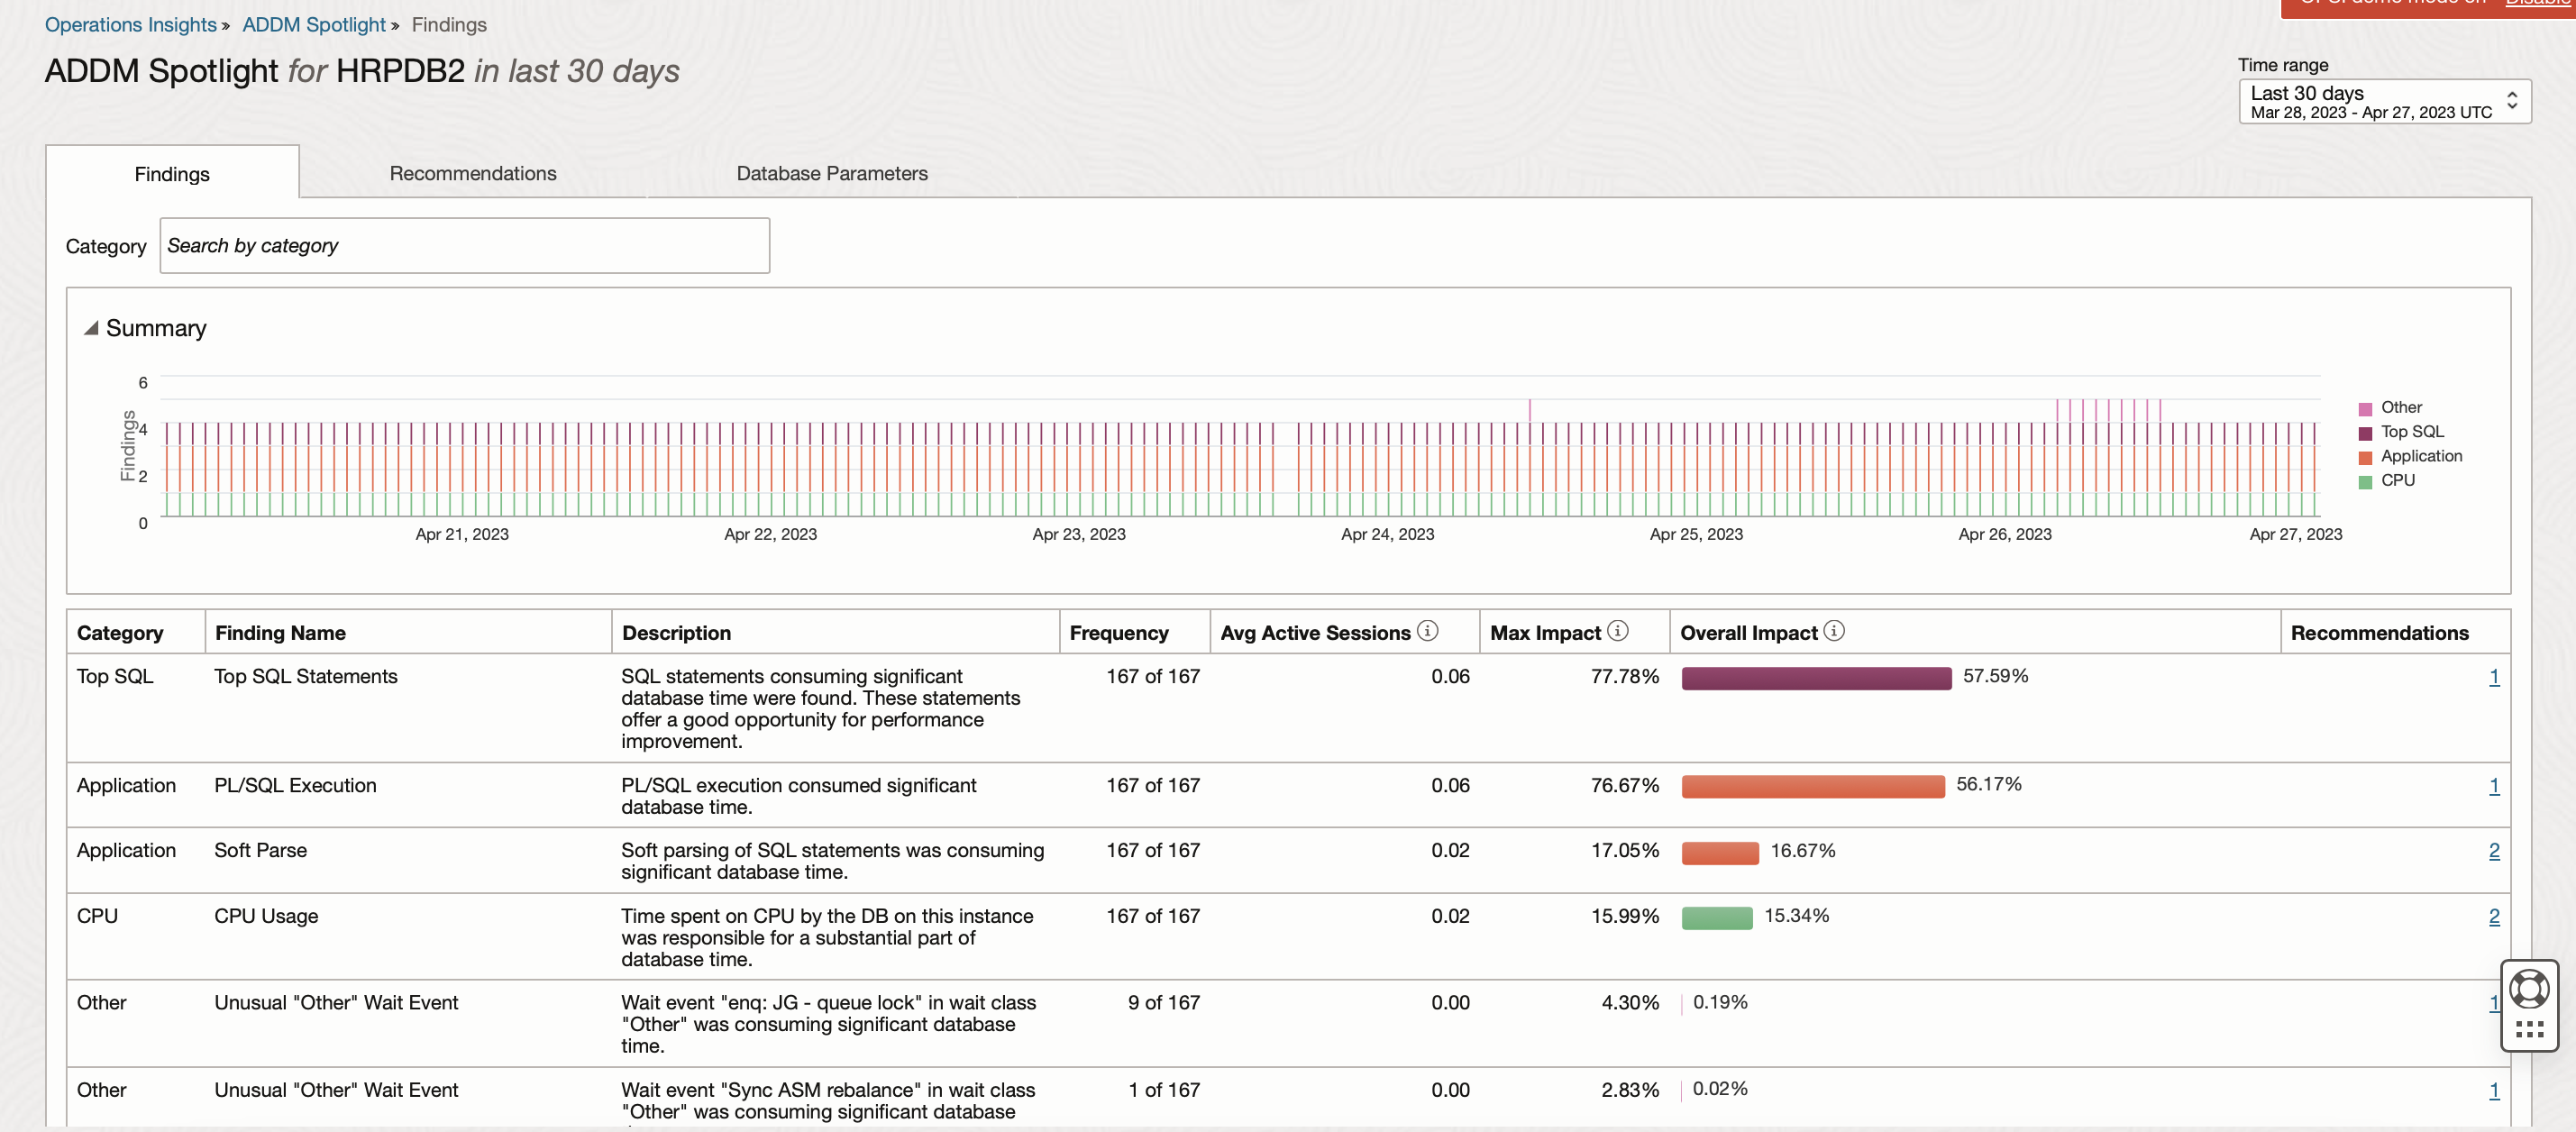 Operations Insights » ADDM Spotlight » Findings
Disable
ADDM Spotlight for HRPDB2 in last 30 days
Time range
Last 30 days
Mar 28, 2023 - Apr 27, 2023 UTC
Findings Recommendations Database Parameters
Category Search by category
Summary
Findings
6
4
2
0
Apr 21, 2023 Apr 22, 2023 Apr 23, 2023 Apr 24, 2023 Apr 25, 2023 Apr 26, 2023 Apr 27, 2023
Other
Top SQL
Application
CPU
Category Finding Name Description Frequency Avg Active Sessions Max Impact Overall Impact Recommendations
Top SQL Top SQL Statements SQL statements consuming significant 167 of 167 0.06 77.78% 57.59% 1
database time were found. These statements
offer a good opportunity for performance
improvement.
Application PL/SQL Execution PL/SQL execution consumed significant 167 of 167 0.06 76.67% 56.17% 1
database time.
Application Soft Parse Soft parsing of SQL statements was consuming 167 of 167 0.02 17.05% 16.67% 2
significant database time.
CPU CPU Usage Time spent on CPU by the DB on this instance 167 of 167 0.02 15.99% 15.34% 2
was responsible for a substantial part of
database time.
Other Unusual "Other" Wait Event Wait event "enq: JG - queue lock" in wait class 9 of 167 0.00 4.30% 0.19% 1
"Other" was consuming significant database
time.
Other Unusual "Other" Wait Event Wait event "Sync ASM rebalance" in wait class 1 of 167 0.00 2.83% 0.02% 1
"Other" was consuming significant database